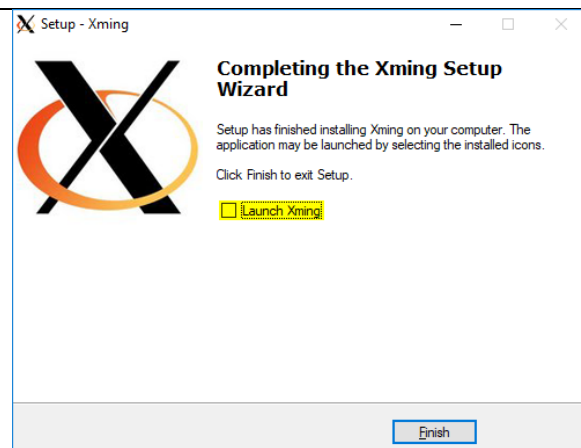 Setup - Xming
Completing the Xming Setup
Wizard
Setup has finished installing Xming on your computer. The
application may be launched by selecting the installed icons.
Click Finish to exit Setup.
Launch Xming
Finish